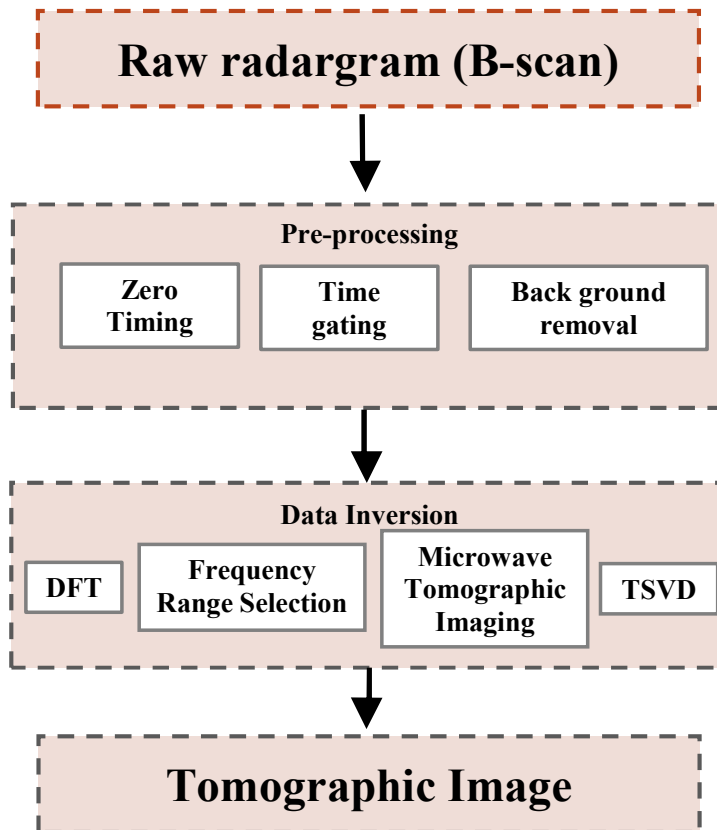 Raw radargram (B-scan)
Pre-processing
Zero
Timing
Time
gating
Back ground
removal
Data Inversion
DFT
Frequency
Range Selection
Microwave
Tomographic
Imaging
TSVD
Tomographic Image